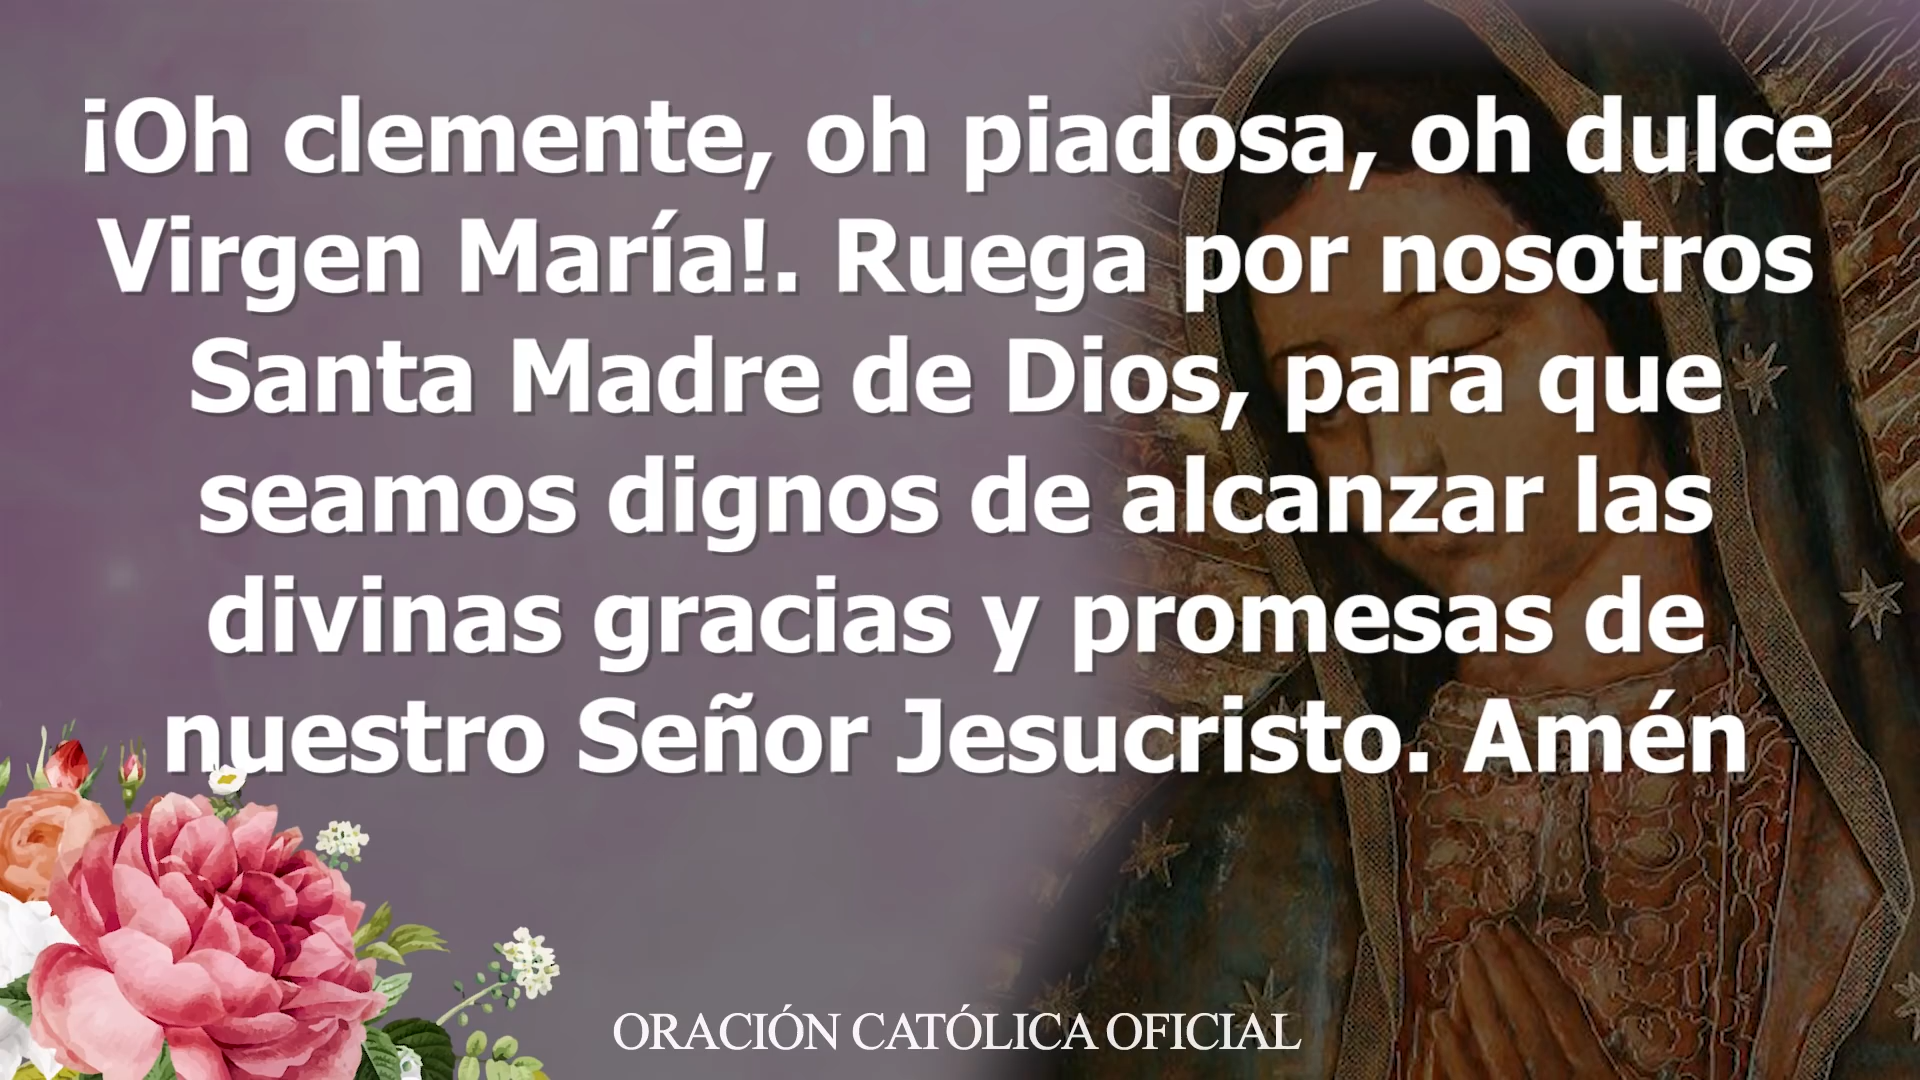 ¡Oh clemente, oh piadosa, oh dulce
Virgen María!. Ruega por nosotros
Santa Madre de Dios, para que
seamos dignos de alcanzar las
divinas gracias y promesas de
nuestro Señor Jesucristo. Amén
ORACIÓN CATÓLICA OFICIAL